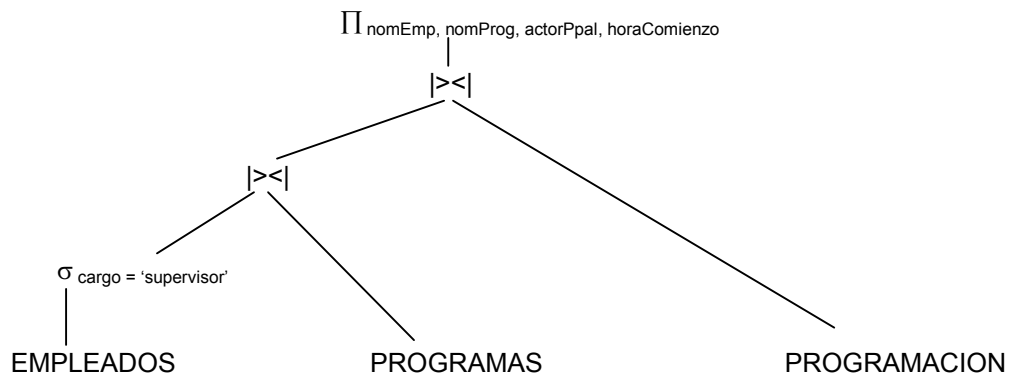 ∏ nomEmp, nomProg, actorPpal, horaComienzo
|><|
|><|
σ cargo = ‘supervisor’
EMPLEADOS PROGRAMAS PROGRAMACION